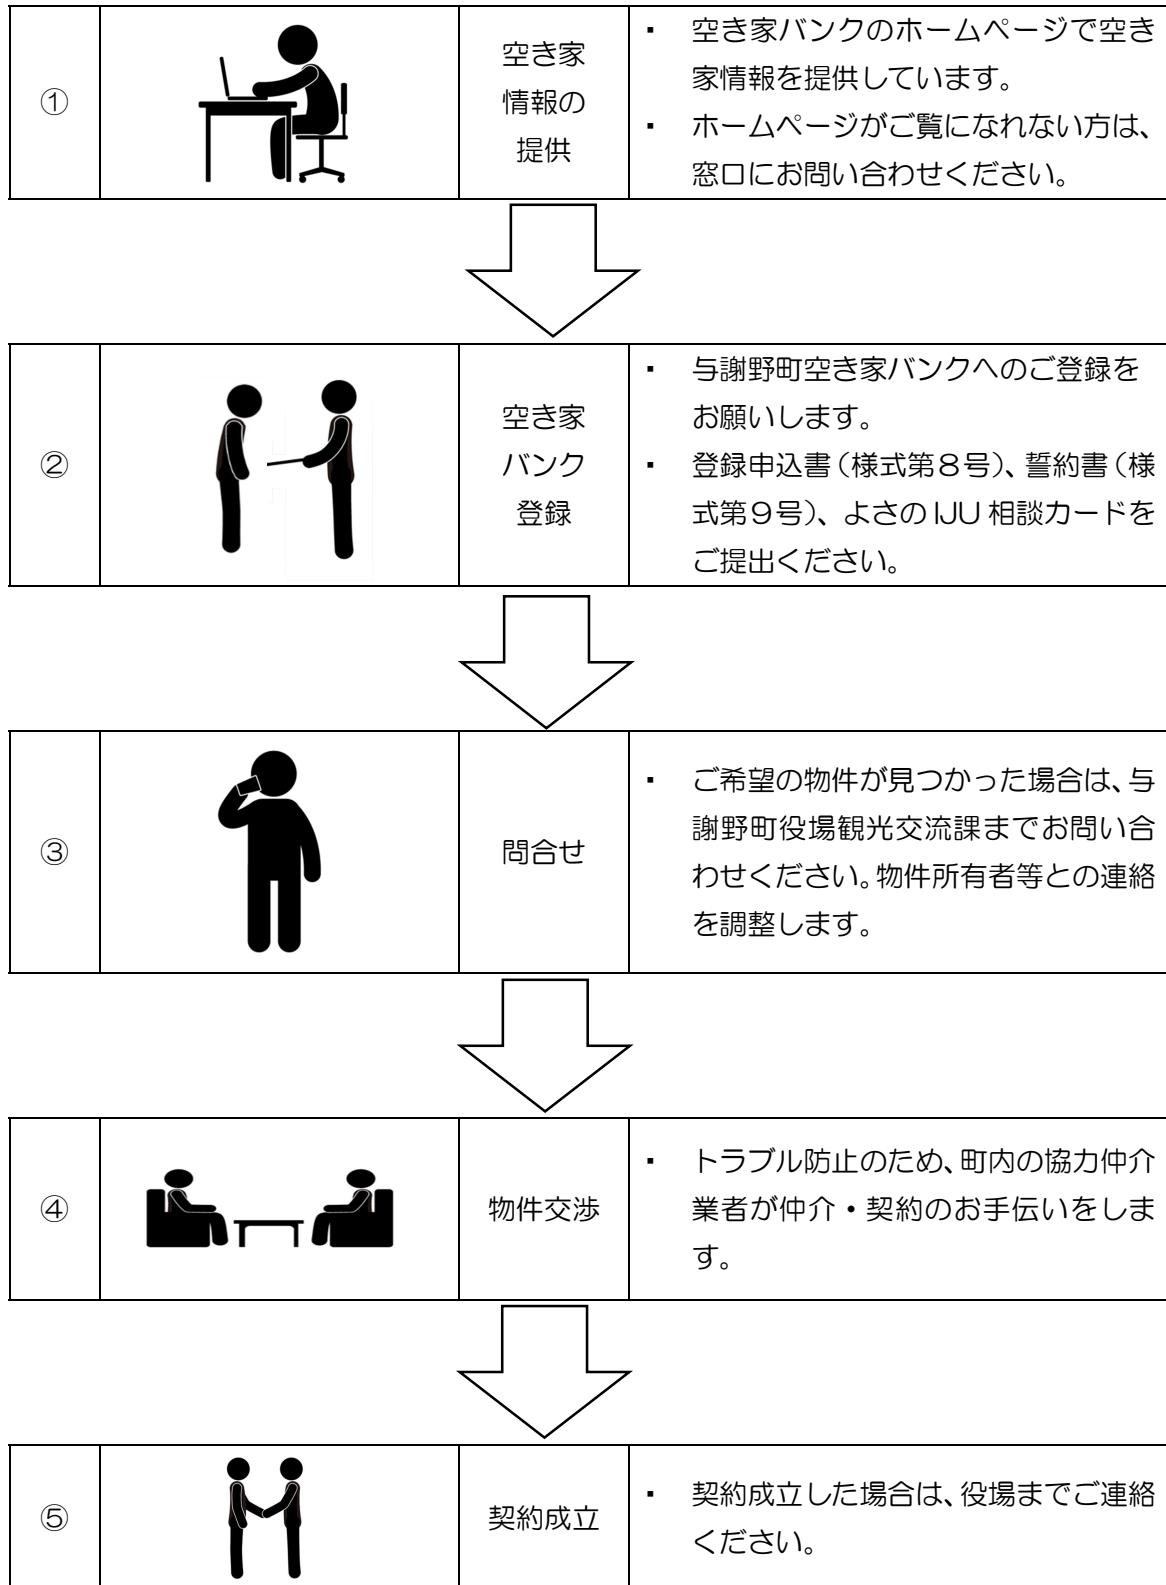 ①
空き家
情報の
提供
・ 空き家バンクのホームページで空き
家情報を提供しています。
・ ホームページがご覧になれない方は、
窓口にお問い合わせください。
②
空き家
バンク
登録
・ 与謝野町空き家バンクへのご登録を
お願いします。
・ 登録申込書(様式第8号)、誓約書(様
式第9号)、よさの IJU 相談カードを
ご提出ください。
③
問合せ
・ ご希望の物件が見つかった場合は、与
謝野町役場観光交流課までお問い合
わせください。物件所有者等との連絡
を調整します。
④
物件交渉
・ トラブル防止のため、町内の協力仲介
業者が仲介・契約のお手伝いをしま
す。
⑤
契約成立
・ 契約成立した場合は、役場までご連絡
ください。